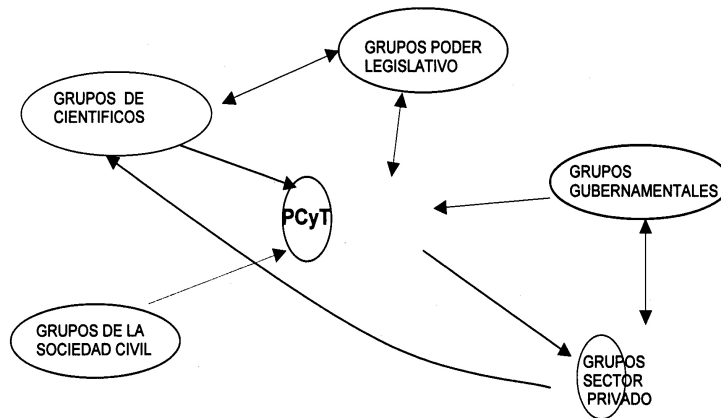 GRUPOS PODER
LEGISLATIVO
GRUPOS DE
CIENTIFICOS
GRUPOS
GUBERNAMENTALES
PCyT
GRUPOS DE LA
SOCIEDAD CIVIL
GRUPOS
SECTOR
PRIVADO